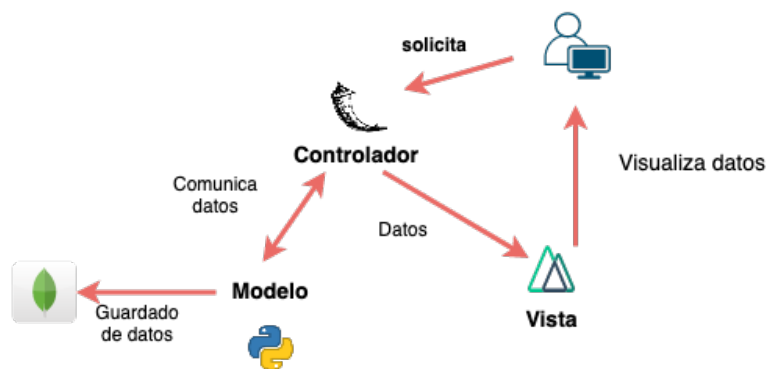 solicita
Controlador
Visualiza datos
Comunica
datos
Datos
Modelo
Guardado
de datos
Vista